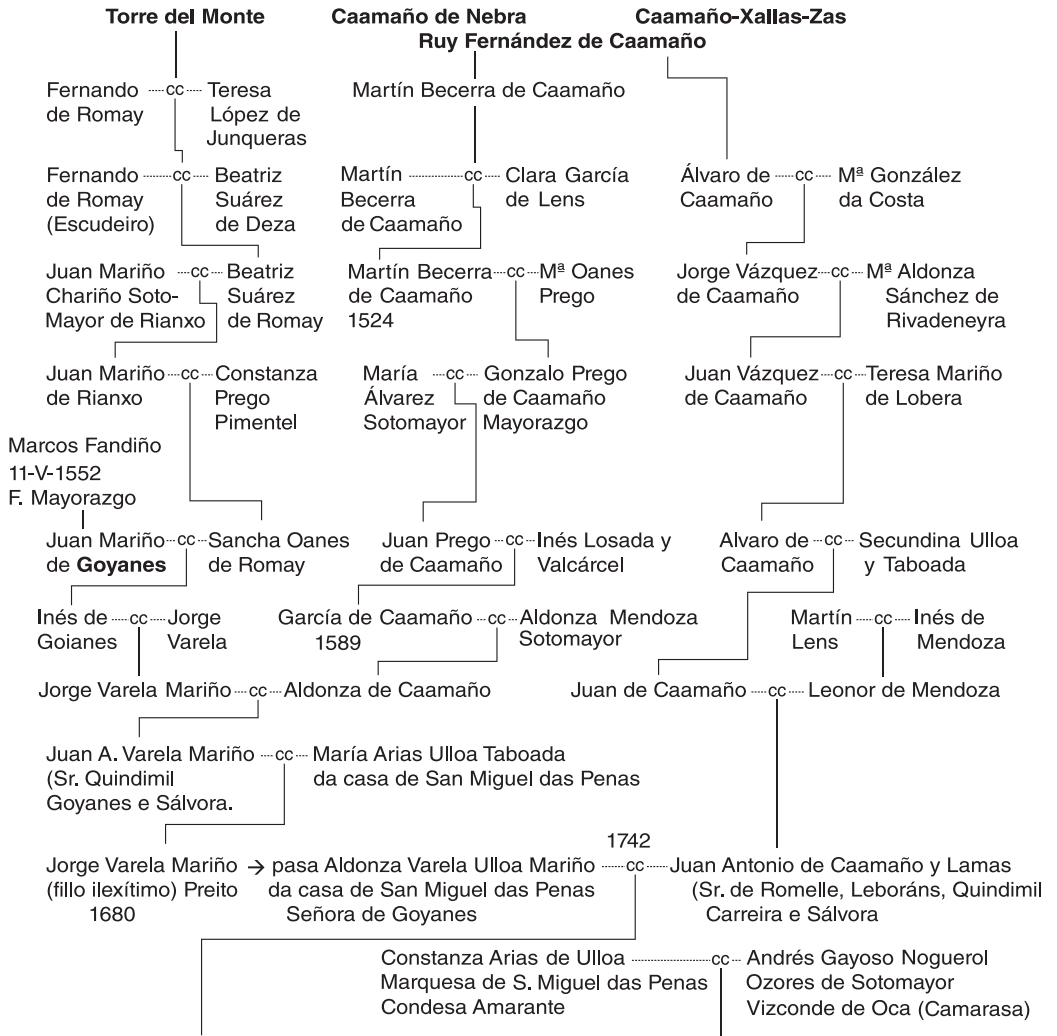 Torre del Monte
Caamaño de Nebra
Caamaño-Xallas-Zas
Ruy Fernández de Caamaño
Fernando
de Romay
cc
Teresa
López de
Junqueras
Martín Becerra de Caamaño
Fernando
de Romay
(Escudeiro)
cc
Beatriz
Suárez
de Deza
Martín
Becerra
de Caamaño
cc
Clara García
de Lens
Álvaro de
Caamaño
cc
Mª González
da Costa
Juan Mariño
Chariño Soto-
Mayor de Rianxo
cc
Beatriz
Suárez
de Romay
Martín Becerra
de Caamaño
1524
cc
Mª Oanes
Prego
Jorge Vázquez
de Caamaño
cc
Mª Aldonza
Sánchez de
Rivadeneyra
Juan Mariño
de Rianxo
cc
Constanza
Prego
Pimentel
María
Álvarez
Sotomayor
cc
Gonzalo Prego
de Caamaño
Mayorazgo
Juan Vázquez
de Caamaño
cc
Teresa Mariño
de Lobera
Marcos Fandiño
11-V-1552
F. Mayorazgo
Juan Mariño
de Goyanes
cc
Sancha Oanes
de Romay
Juan Prego
de Caamaño
cc
Inés Losada y
Valcárcel
Alvaro de
Caamaño
cc
Secundina Ulloa
y Taboada
Inés de
Goianes
cc
Jorge
Varela
García de Caamaño
1589
cc
Aldonza Mendoza
Sotomayor
Martín
Lens
cc
Inés de
Mendoza
Jorge Varela Mariño
cc
Aldonza de Caamaño
Juan de Caamaño
cc
Leonor de Mendoza
Juan A. Varela Mariño
(Sr. Quindimil
Goyanes e Sálvora.
cc
María Arias Ulloa Taboada
da casa de San Miguel das Penas
Jorge Varela Mariño
(fillo ilexítimo) Preito
1680
→ pasa Aldonza Varela Ulloa Mariño
da casa de San Miguel das Penas
Señora de Goyanes
1742
cc
Juan Antonio de Caamaño y Lamas
(Sr. de Romelle, Leboráns, Quindimil
Carreira e Sálvora
Constanza Arias de Ulloa
Marquesa de S. Miguel das Penas
Condesa Amarante
cc
Andrés Gayoso Noguerol
Ozores de Sotomayor
Vizconde de Oca (Camarasa)